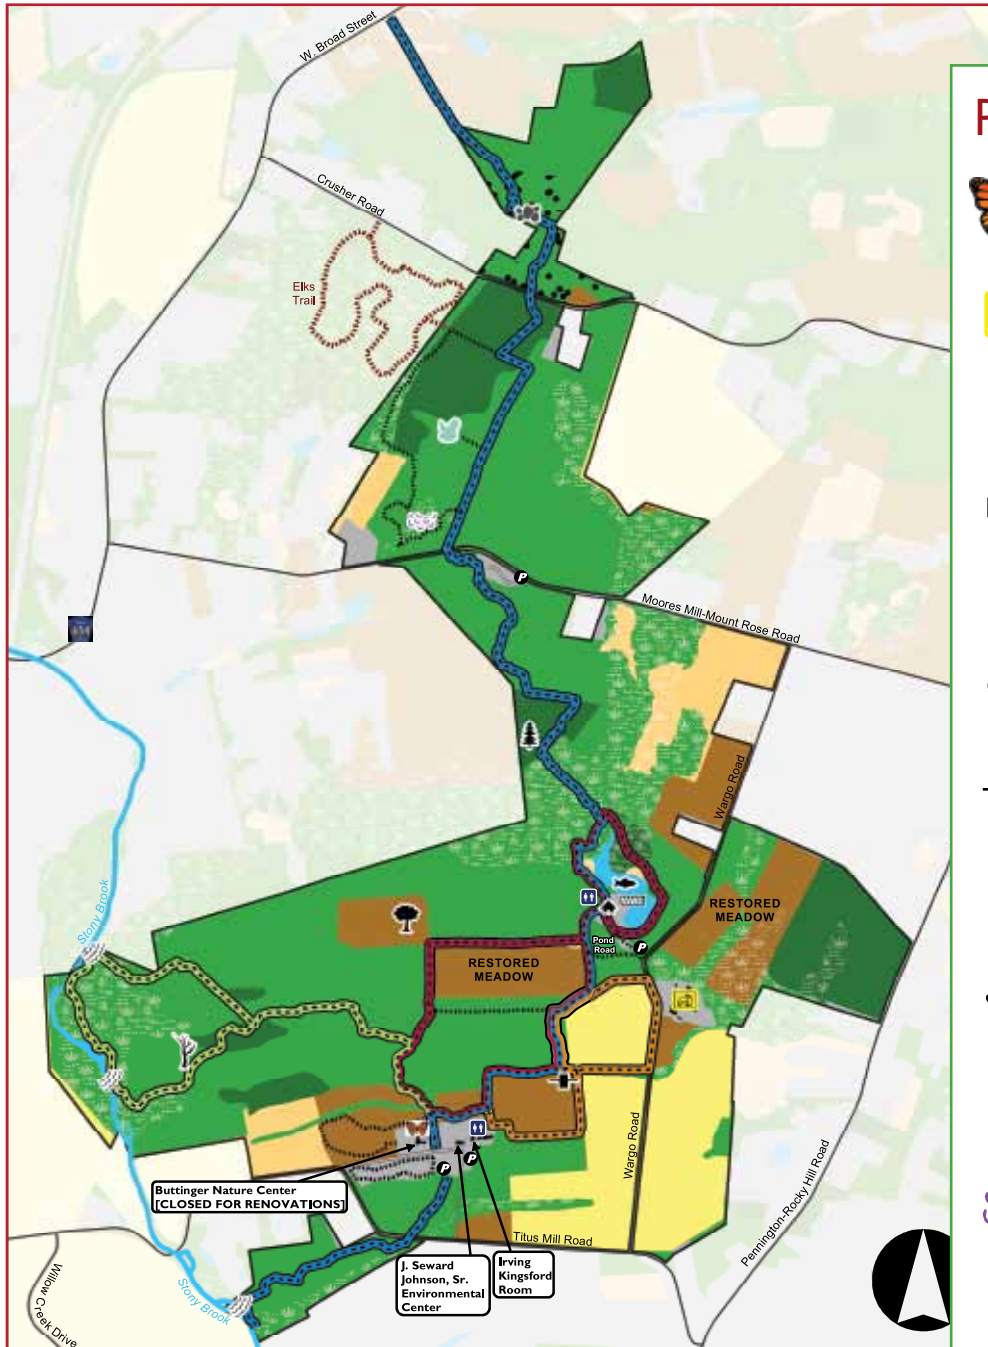 W. Broad Street
P
Crusher Road
Elks
Trail
P
Moores Mill-Mount Rose Road
Wargo Road
Stony Brook
RESTORED
MEADOW
Pond
Road
P
RESTORED
MEADOW
Wargo Road
Pennington-Rocky Hill Road
P
P
Buttinger Nature Center
[CLOSED FOR RENOVATIONS]
Titus Mill Road
J. Seward
Johnson, Sr.
Environmental
Center
Irving
Kingsford
Room
Stony Brook
Willow Creek Drive